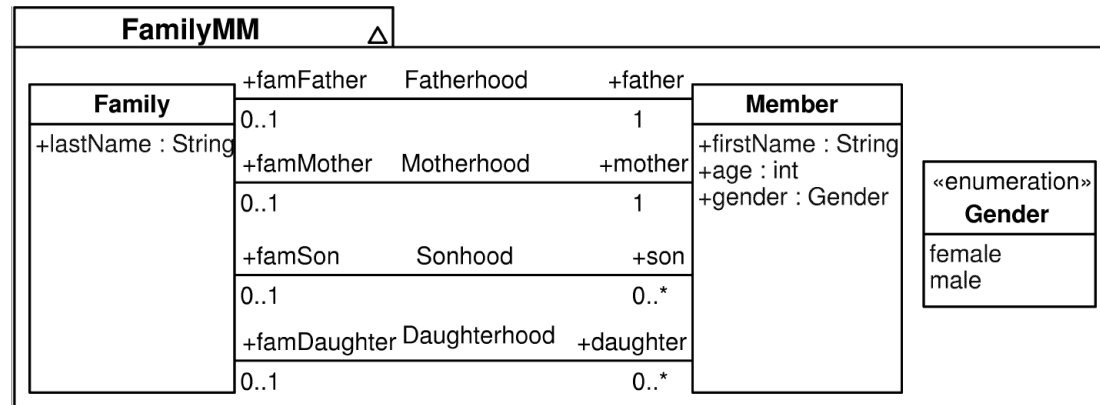 FamilyMM
Family
+lastName : String
+famFather Fatherhood +father
0..1 1
+famMother Motherhood +mother
0..1 1
+famSon Sonhood +son
0..1 0..*
+famDaughter Daughterhood +daughter
0..1 0..*
Member
+firstName : String
+age : int
+gender : Gender
«enumeration»
Gender
female
male